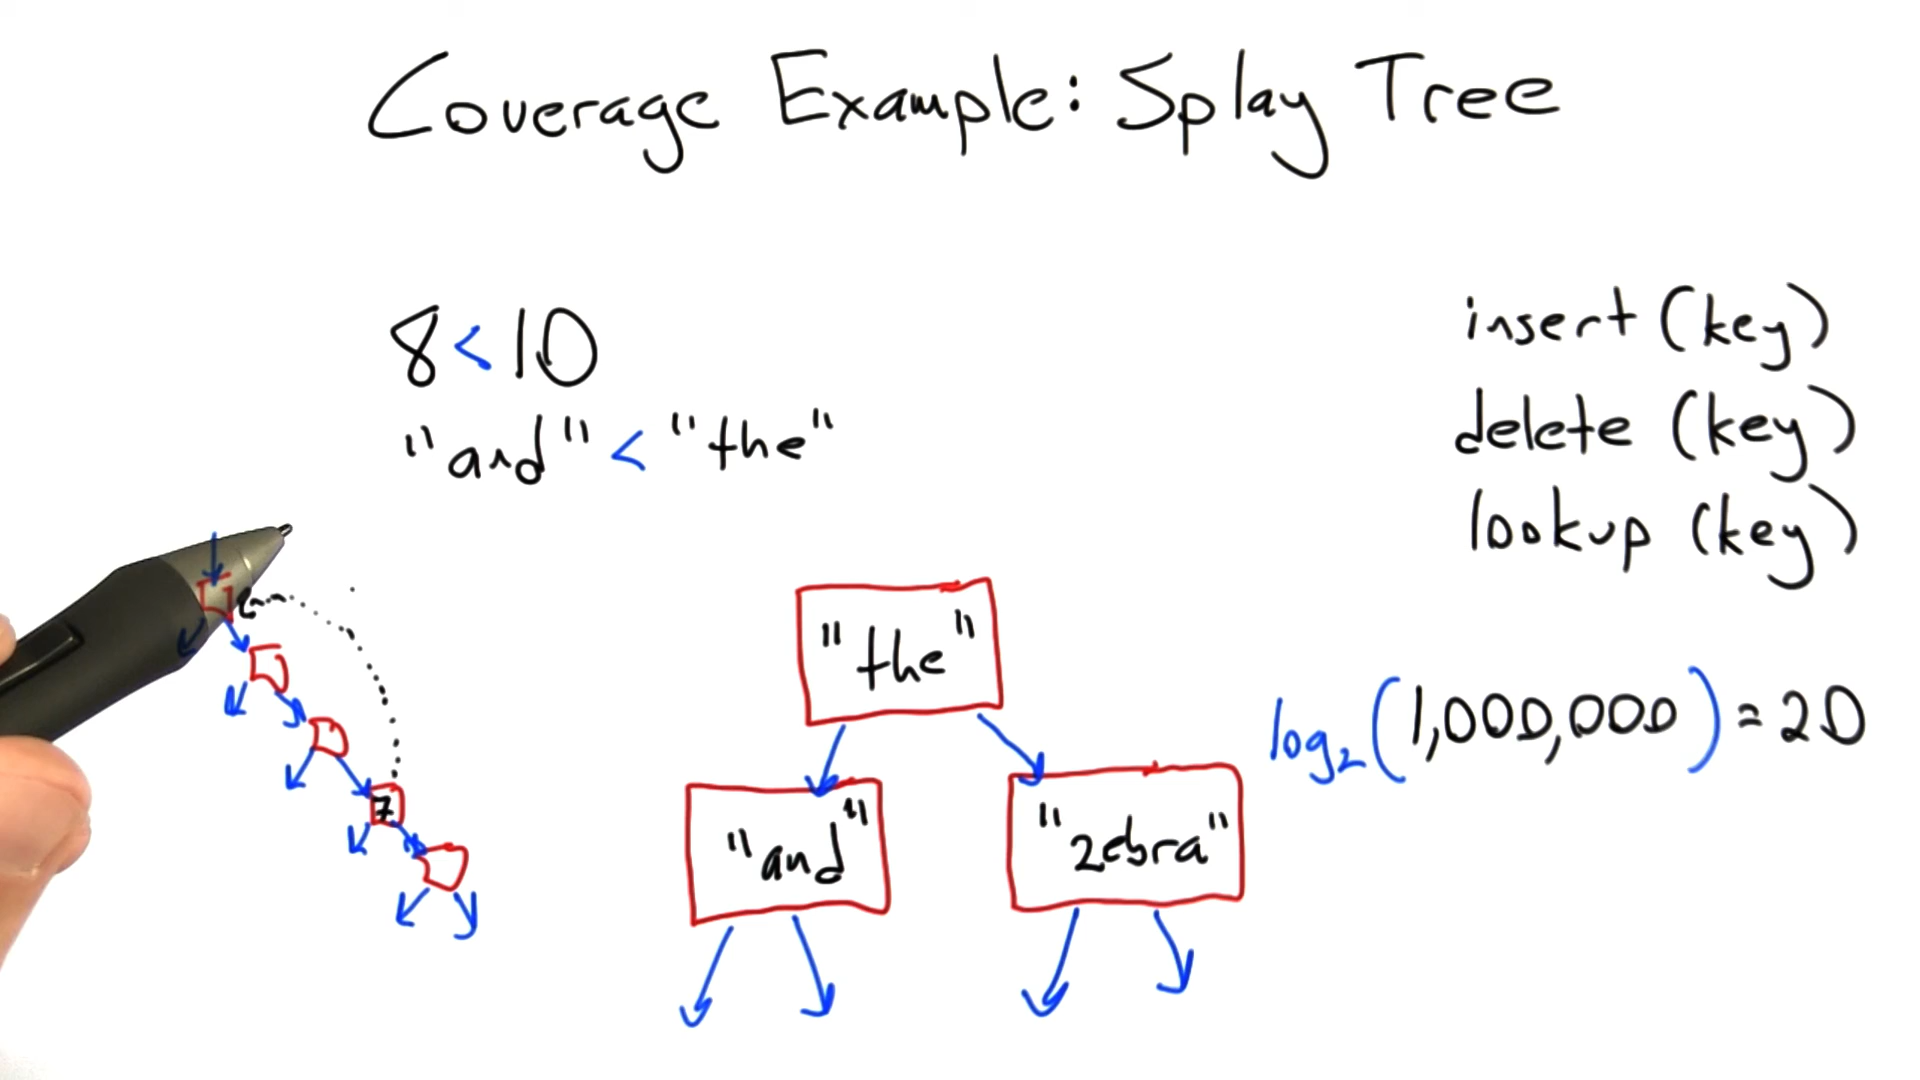 Coverage Example: Splay Tree
8 < 10
"and" < "the"
insert (key)
delete (key)
lookup (key)
"the"
log₂(1,000,000) = 20
7
"and"
"zebra"